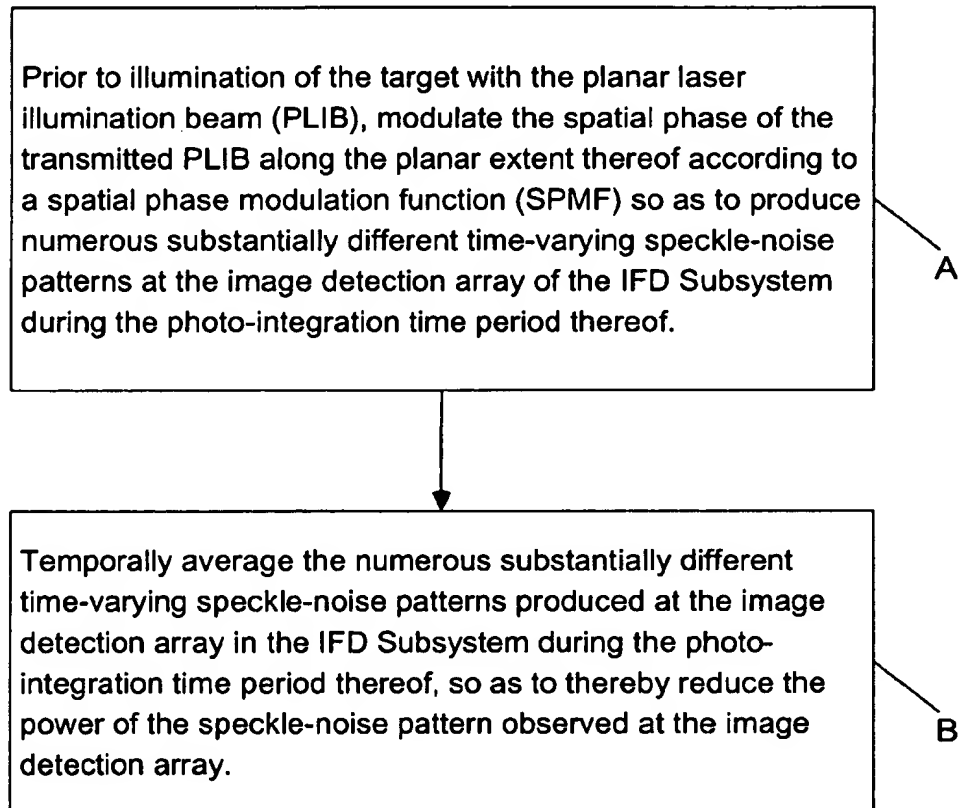 Prior to illumination of the target with the planar laser
illumination beam (PLIB), modulate the spatial phase of the
transmitted PLIB along the planar extent thereof according to
a spatial phase modulation function (SPMF) so as to produce
numerous substantially different time-varying speckle-noise
patterns at the image detection array of the IFD Subsystem
during the photo-integration time period thereof.
A
Temporally average the numerous substantially different
time-varying speckle-noise patterns produced at the image
detection array in the IFD Subsystem during the photo-
integration time period thereof, so as to thereby reduce the
power of the speckle-noise pattern observed at the image
detection array.
B